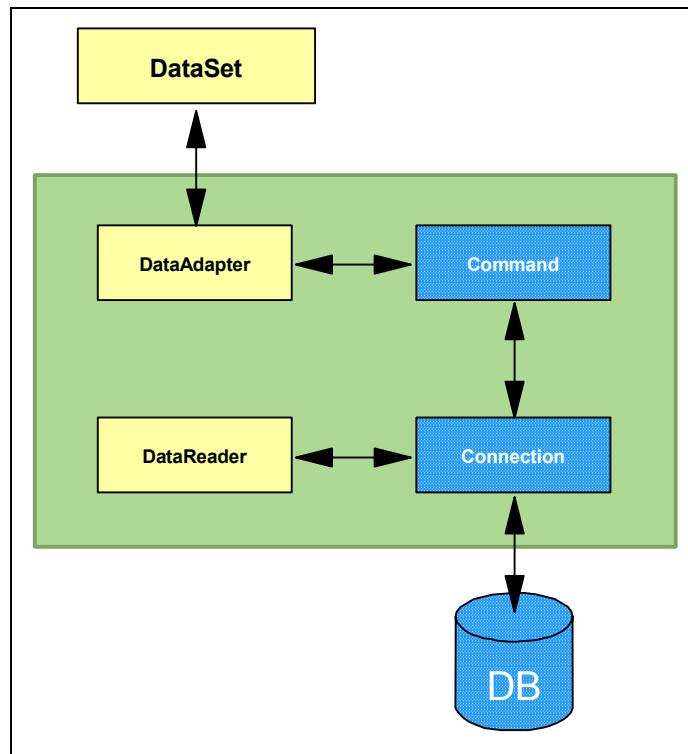 DataSet
DataAdapter
Command
DataReader
Connection
DB